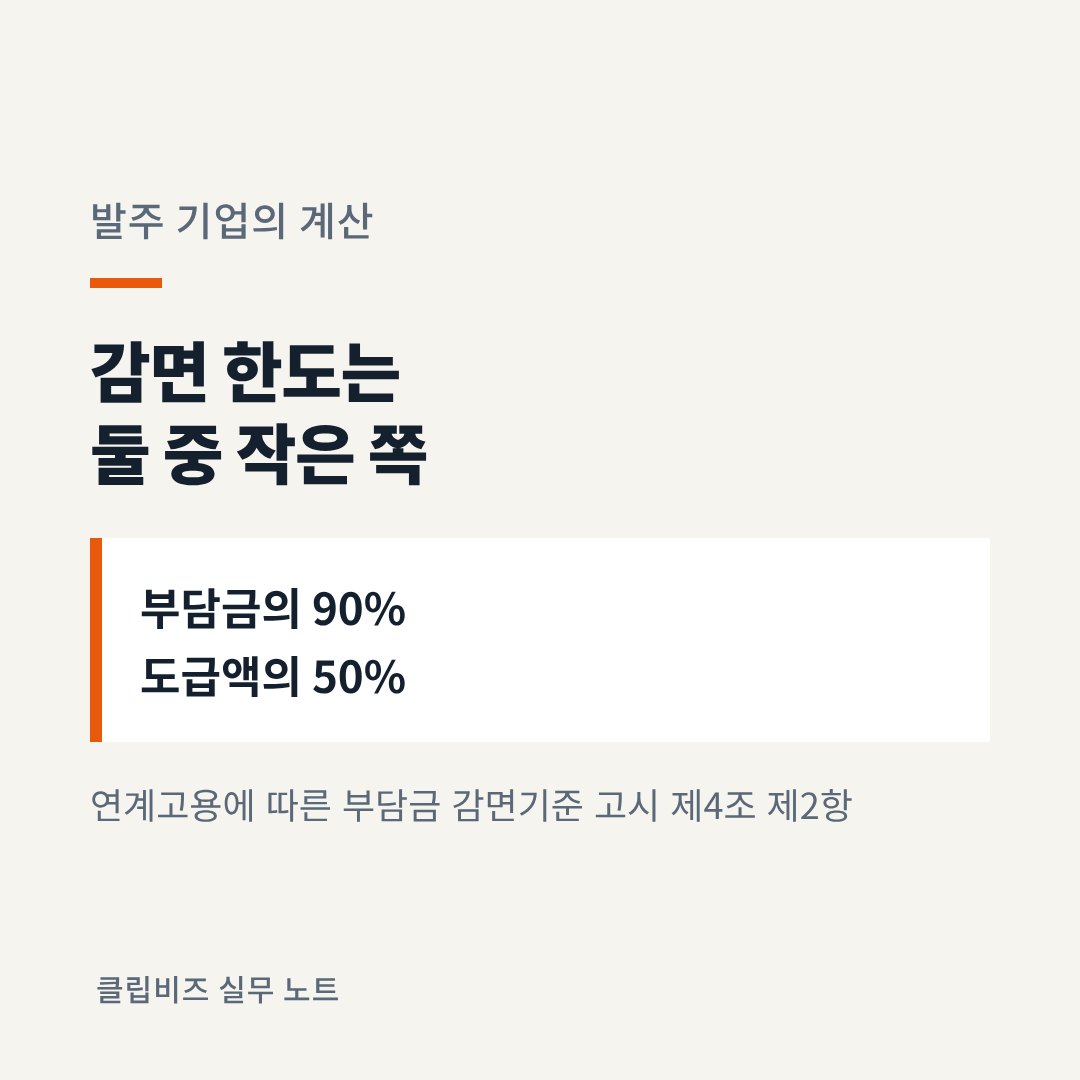 발주 기업의 계산
감면 한도는
둘 중 작은 쪽
부담금의 90%
도급액의 50%
연계고용에 따른 부담금 감면기준 고시 제4조 제2항
클립비즈 실무 노트